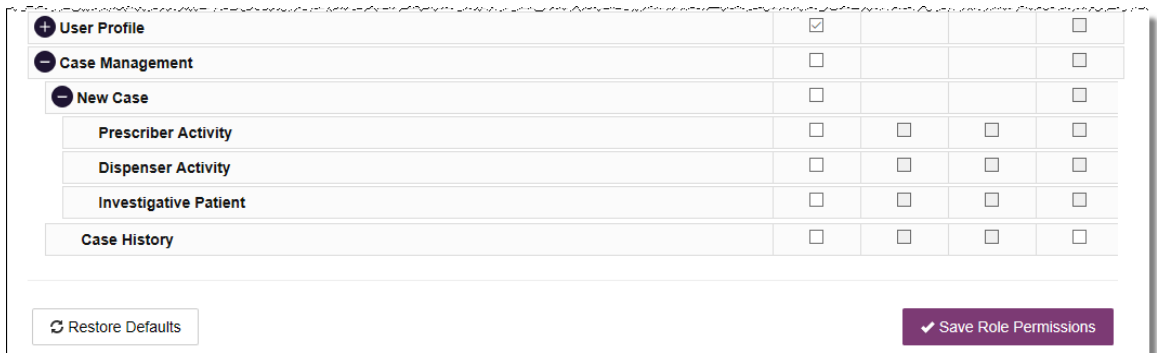 User Profile
Case Management
New Case
Prescriber Activity
Dispenser Activity
Investigative Patient
Case History
Restore Defaults
Save Role Permissions